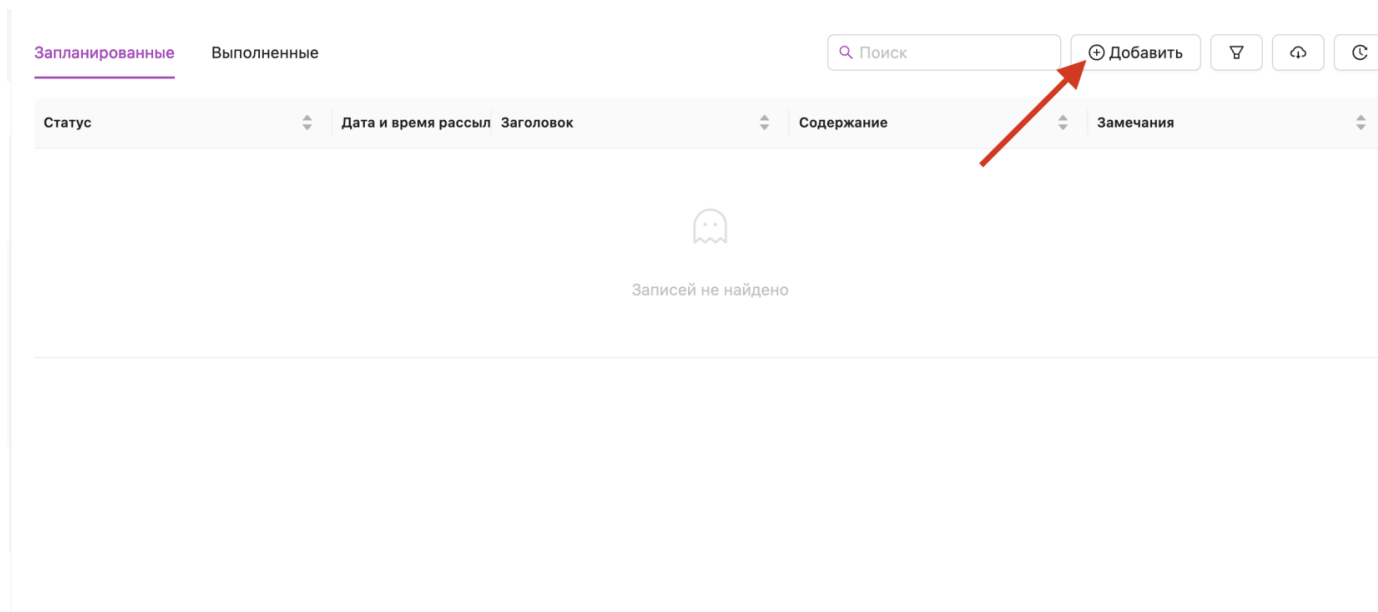 Запланированные Выполненные Поиск Добавить
Статус Дата и время рассыл Заголовок Содержание Замечания
Записей не найдено